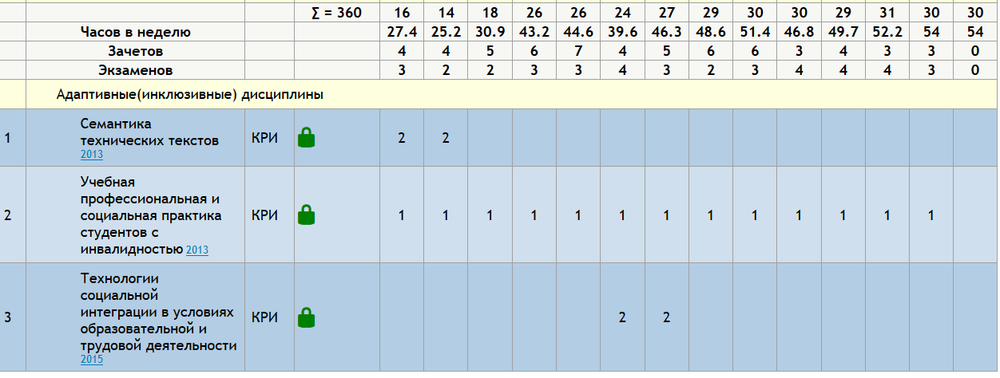 ∑ = 360 16 14 18 26 26 24 27 29 30 30 29 31 30 30
Часов в неделю 27.4 25.2 30.9 43.2 44.6 39.6 46.3 48.6 51.4 46.8 49.7 52.2 54 54
Зачетов 4 4 5 6 7 4 5 6 6 3 4 3 3 0
Экзаменов 3 2 2 3 3 4 3 2 3 4 4 4 3 0
Адаптивные(инклюзивные) дисциплины
1 Семантика
технических текстов КРИ 2 2
2013
Учебная
профессиональная и
2 социальная практика КРИ 1 1 1 1 1 1 1 1 1 1 1 1 1
студентов с
инвалидностью 2013
Технологии
социальной
3 интеграции в условиях КРИ 2 2
образовательной и
трудовой деятельности
2015